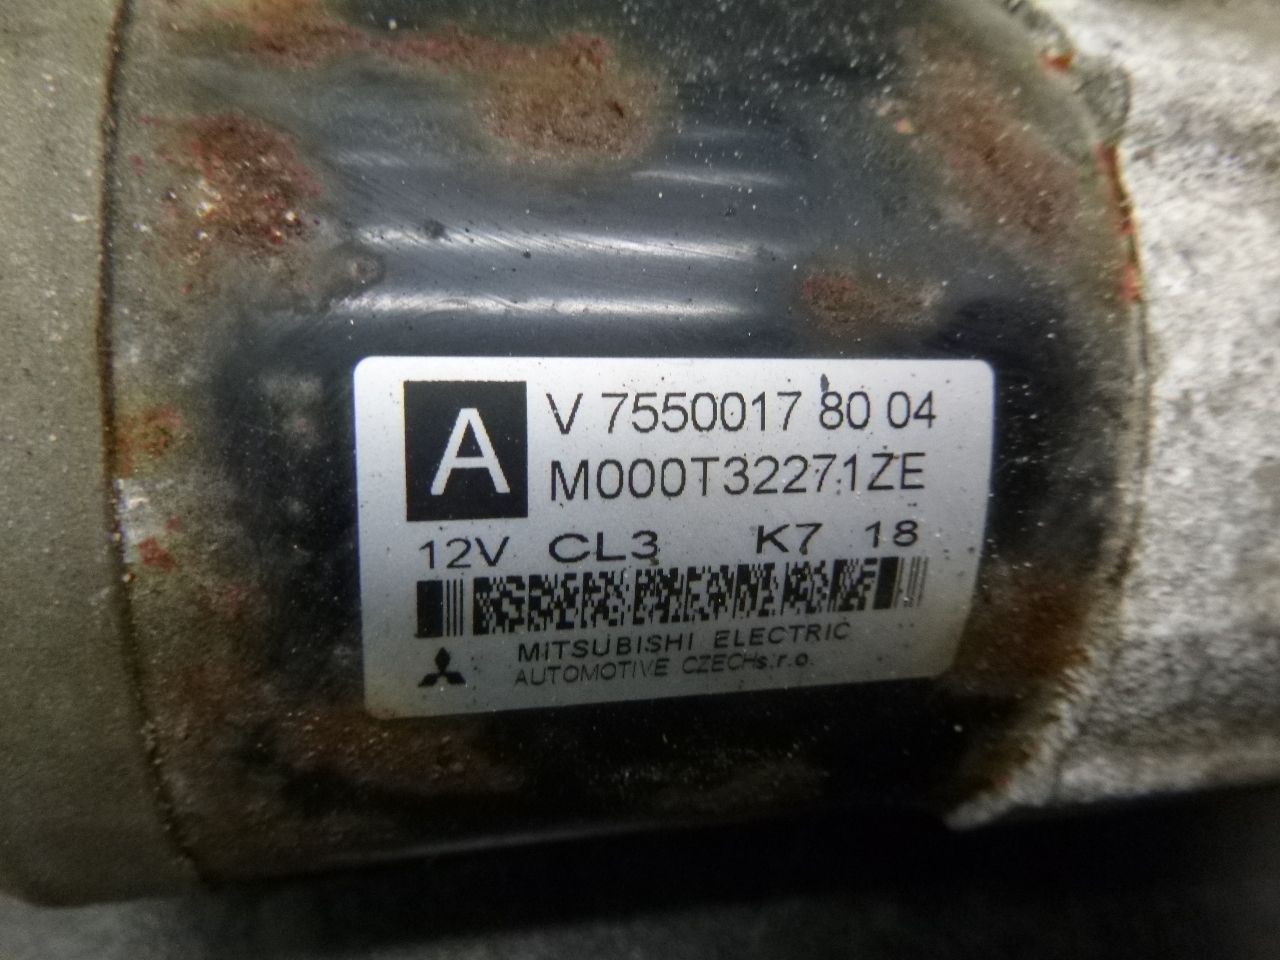 A
V 7550017 80 04
M000T32271ZE
12V CL3 K7 18
MITSUBISHI ELECTRIC
AUTOMOTIVE CZECH s.r.o.